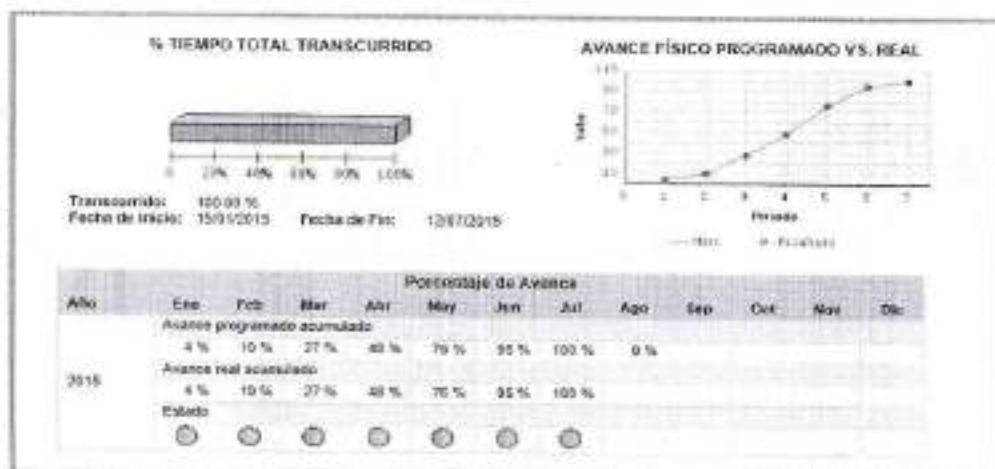 % TIEMPO TOTAL TRANSCURRIDO
0 20% 40% 60% 80% 100%
Transcurrido: 100.00 %
Fecha de Inicio: 15/01/2015 Fecha de Fin: 12/07/2015
AVANCE FÍSICO PROGRAMADO VS. REAL
Periodo
Porcentaje de Avance
Año Ene Feb Mar Abr May Jun Jul Ago Sep Oct Nov Dic
2015
Avance programado acumulado
4 % 10 % 27 % 48 % 76 % 95 % 100 % 0 %
Avance real acumulado
4 % 10 % 27 % 48 % 76 % 95 % 100 %
Estado